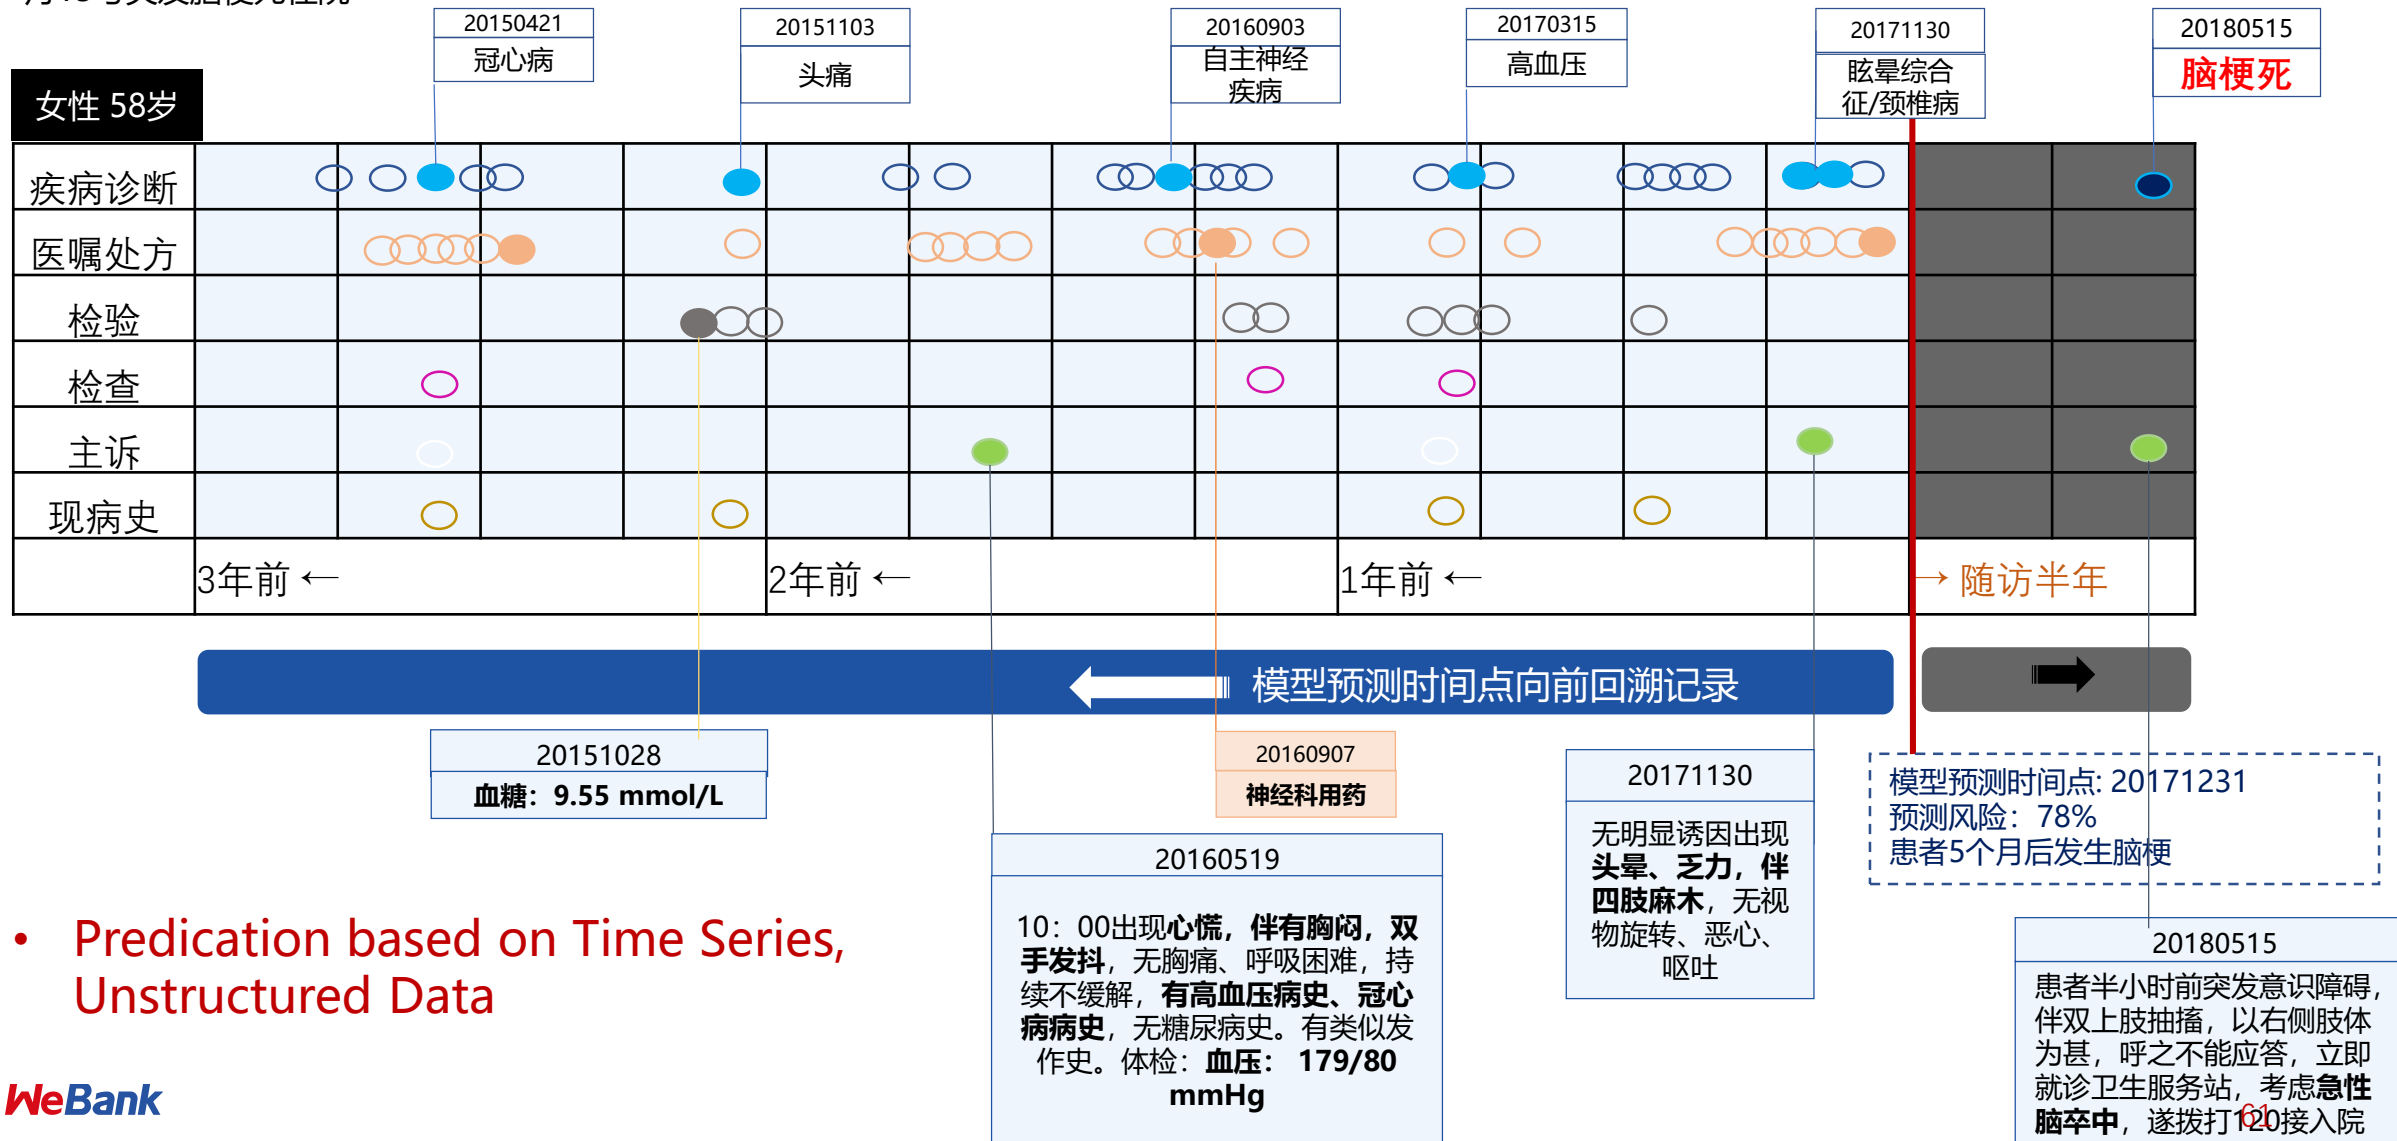 20150421
冠心病
20151103
头痛
20160903
自主神经
疾病
20170315
高血压
20171130
眩晕综合
征/颈椎病
20180515
脑梗死
女性 58岁
疾病诊断
医嘱处方
检验
检查
主诉
现病史
3年前 ←
2年前 ←
1年前 ←
→ 随访半年
模型预测时间点向前回溯记录
20151028
血糖：9.55 mmol/L
20160907
神经科用药
20171130
无明显诱因出现
头晕、乏力，伴
四肢麻木，无视
物旋转、恶心、
呕吐
模型预测时间点: 20171231
预测风险：78%
患者5个月后发生脑梗
20160519
10：00出现心慌，伴有胸闷，双
手发抖，无胸痛、呼吸困难，持
续不缓解，有高血压病史、冠心
病病史，无糖尿病史。有类似发
作史。体检：血压： 179/80
mmHg
20180515
患者半小时前突发意识障碍，
伴双上肢抽搐，以右侧肢体
为甚，呼之不能应答，立即
就诊卫生服务站，考虑急性
脑卒中，遂拨打120接入院
• Predication based on Time Series,
Unstructured Data
WeBank
61